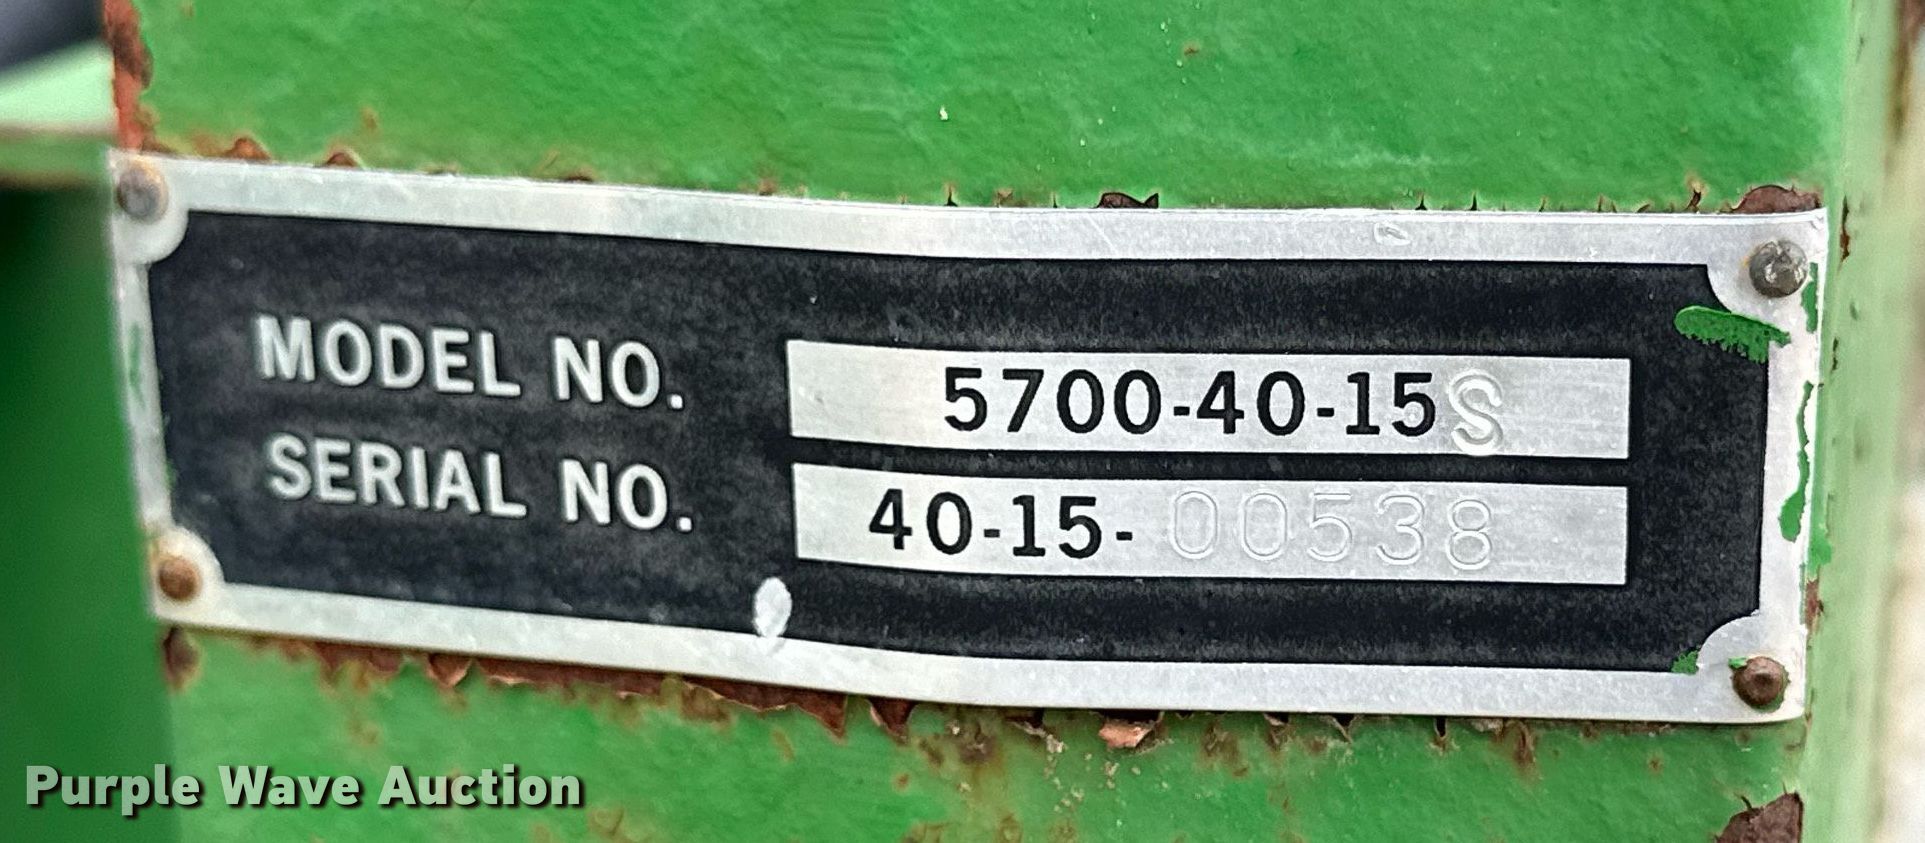 MODEL NO. 5700-40-15S
SERIAL NO. 40-15-00538
Purple Wave Auction